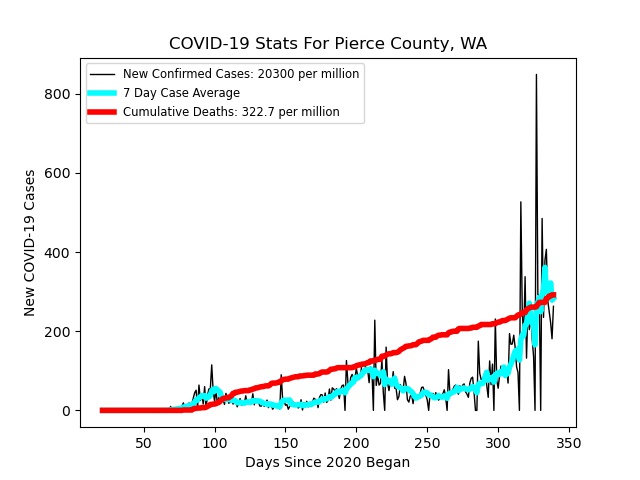 COVID-19 Stats For Pierce County, WA
New Confirmed Cases: 20300 per million
7 Day Case Average
Cumulative Deaths: 322.7 per million
New COVID-19 Cases
800
600
400
200
0
50 100 150 200 250 300 350
Days Since 2020 Began